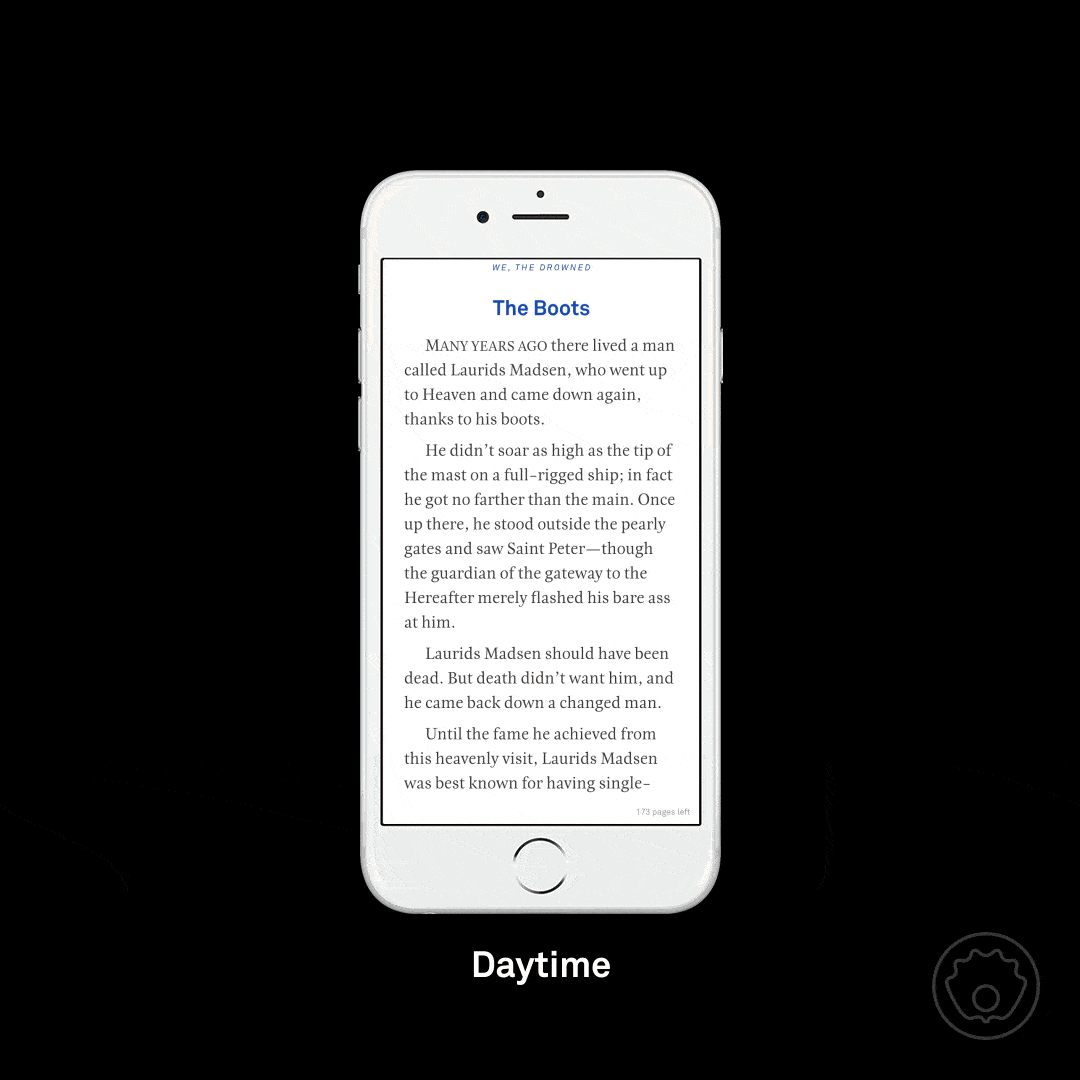 WE, THE DROWNED
The Boots
MANY YEARS AGO there lived a man
called Laurids Madsen, who went up
to Heaven and came down again,
thanks to his boots.
He didn’t soar as high as the tip of
the mast on a full-rigged ship; in fact
he got no farther than the main. Once
up there, he stood outside the pearly
gates and saw Saint Peter—though
the guardian of the gateway to the
Hereafter merely flashed his bare ass
at him.
Laurids Madsen should have been
dead. But death didn’t want him, and
he came back down a changed man.
Until the fame he achieved from
this heavenly visit, Laurids Madsen
was best known for having single-
173 pages left
Daytime